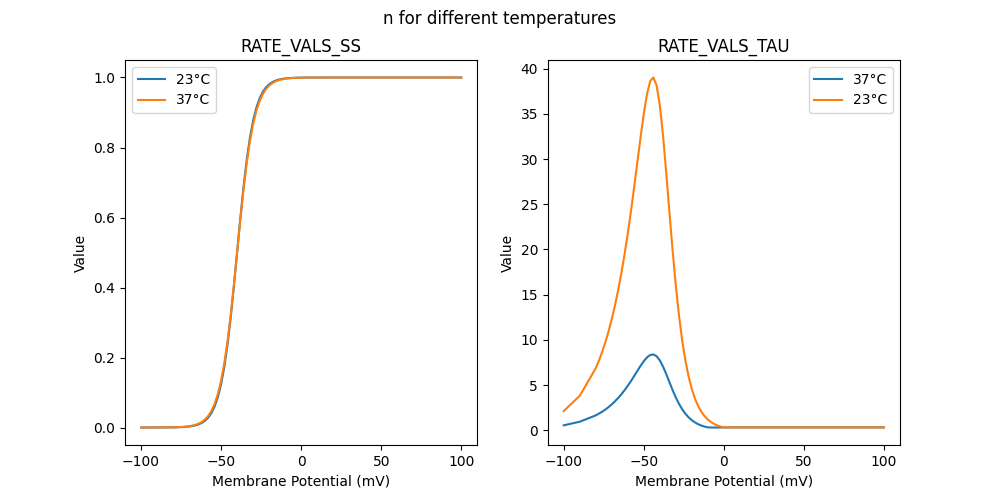 n for different temperatures
RATE_VALS_SS
23°C
37°C
1.0
0.8
0.6
0.4
0.2
0.0
Value
−100
−50
0
50
100
Membrane Potential (mV)
RATE_VALS_TAU
37°C
23°C
40
35
30
25
20
15
10
5
0
Value
−100
−50
0
50
100
Membrane Potential (mV)